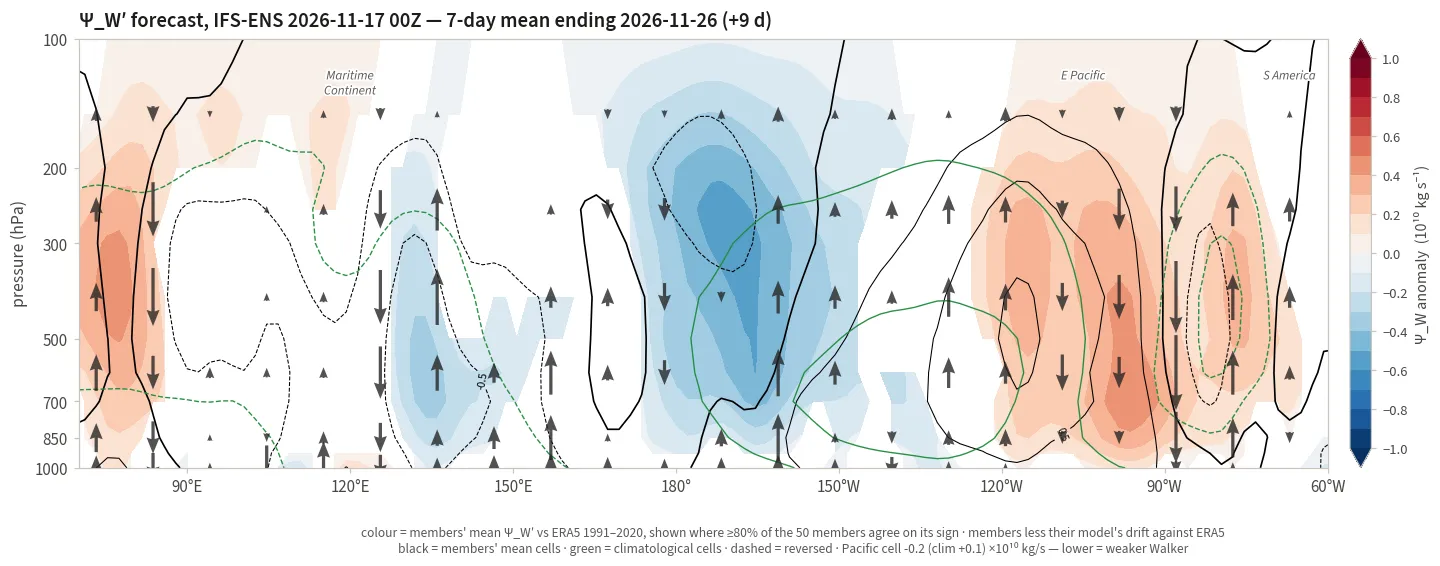 Ψ_W′ forecast, IFS-ENS 2026-11-17 00Z — 7-day mean ending 2026-11-26 (+9 d)
100
200
300
400
500
700
850
1000
pressure (hPa)
Maritime
Continent
E Pacific
S America
-0.5
90°E
120°E
150°E
180°
150°W
120°W
90°W
60°W
1.0
0.8
0.6
0.4
0.2
0.0
−0.2
−0.4
−0.6
−0.8
−1.0
Ψ_W anomaly (10¹⁰ kg s⁻¹)
colour = members' mean Ψ_W′ vs ERA5 1991–2020, shown where ≥80% of the 50 members agree on its sign · members less their model's drift against ERA5
black = members' mean cells · green = climatological cells · dashed = reversed · Pacific cell -0.2 (clim +0.1) ×10¹⁰ kg/s — lower = weaker Walker